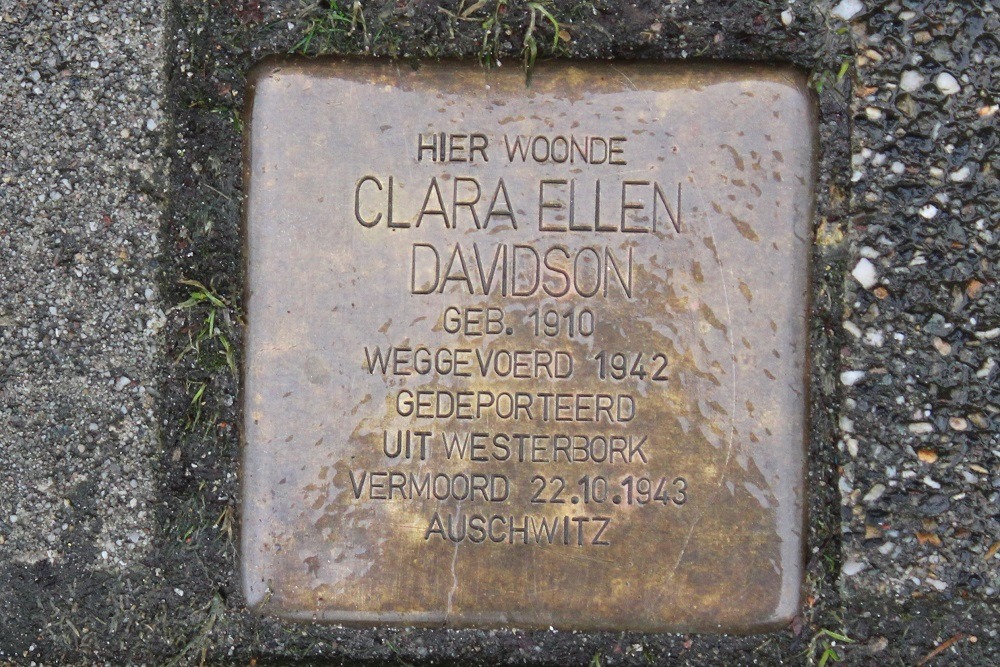 HIER WOONDE
CLARA ELLEN
DAVIDSON
GEB. 1910
WEGGEVOERD 1942
GEDEPORTEERD
UIT WESTERBORK
VERMOORD 22.10.1943
AUSCHWITZ